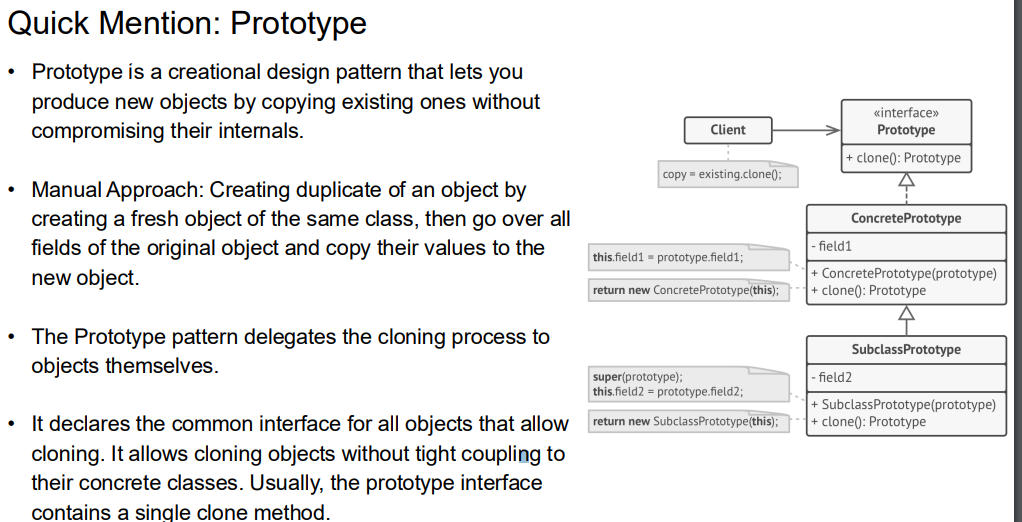 Quick Mention: Prototype
• Prototype is a creational design pattern that lets you
produce new objects by copying existing ones without
compromising their internals.
• Manual Approach: Creating duplicate of an object by
creating a fresh object of the same class, then go over all
fields of the original object and copy their values to the
new object.
• The Prototype pattern delegates the cloning process to
objects themselves.
• It declares the common interface for all objects that allow
cloning. It allows cloning objects without tight coupling to
their concrete classes. Usually, the prototype interface
contains a single clone method.
Client
copy = existing.clone();
«interface»
Prototype
+ clone(): Prototype
ConcretePrototype
- field1
+ ConcretePrototype(prototype)
+ clone(): Prototype
this.field1 = prototype.field1;
return new ConcretePrototype(this);
SubclassPrototype
- field2
+ SubclassPrototype(prototype)
+ clone(): Prototype
super(prototype);
this.field2 = prototype.field2;
return new SubclassPrototype(this);